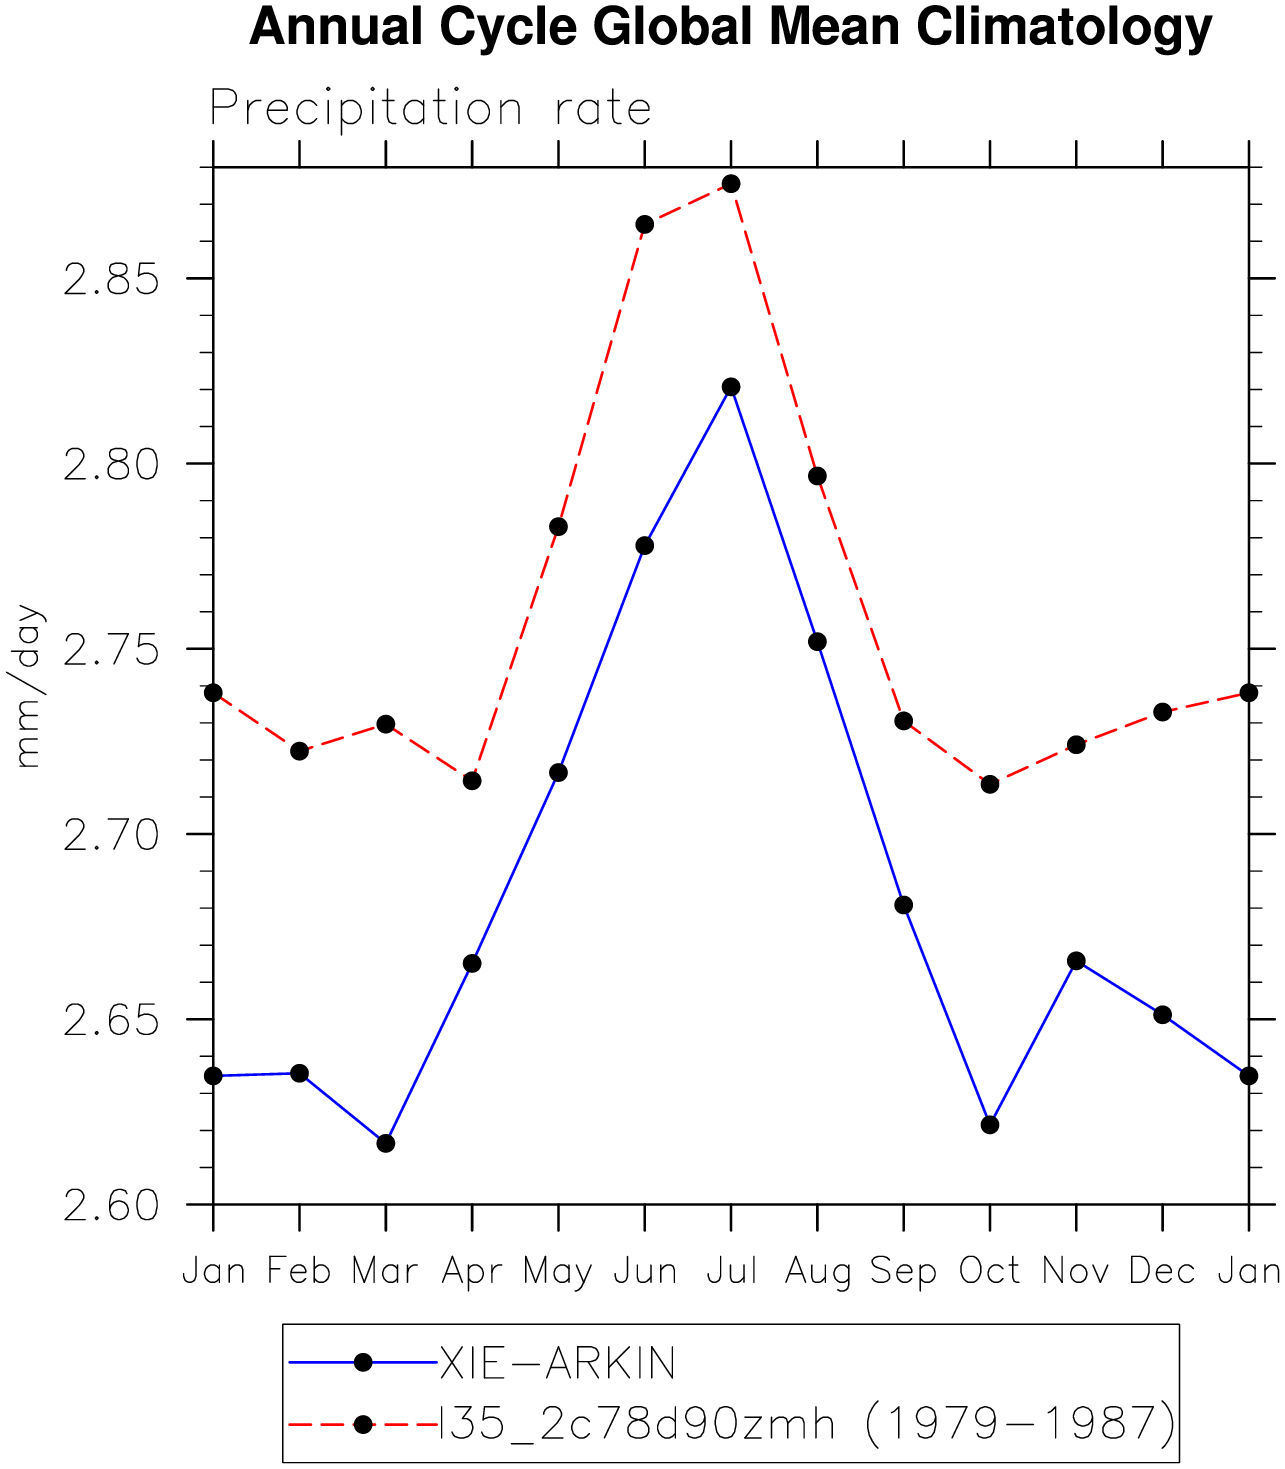 Annual Cycle Global Mean Climatology
Precipitation rate
2.85
2.80
2.75
2.70
2.65
2.60
mm/day
Jan Feb Mar Apr May Jun Jul Aug Sep Oct Nov Dec Jan
XIE-ARKIN
I35_2c78d90zmh (1979-1987)